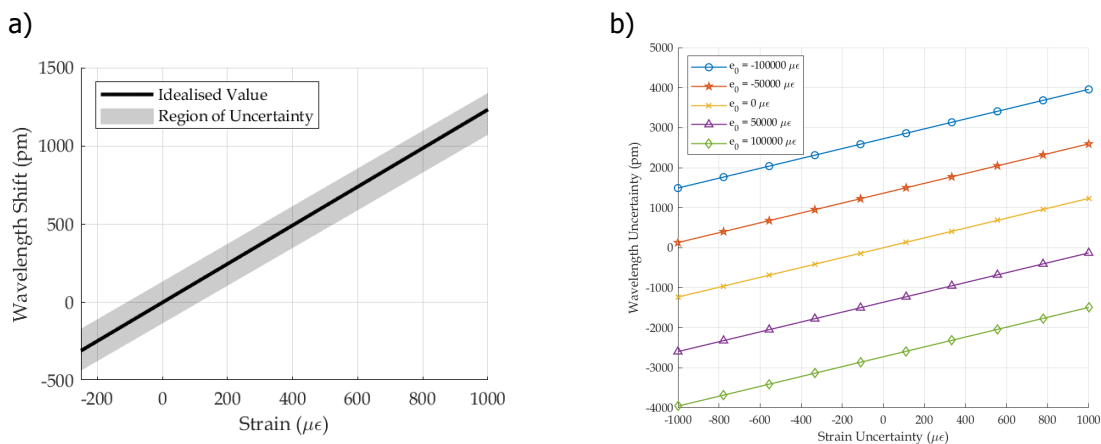 a)
1500
1000
500
0
-500
Wavelength Shift (pm)
Idealised Value
Region of Uncertainty
-200
0
200
400
600
800
1000
Strain (με)
b)
5000
4000
3000
2000
1000
0
-1000
-2000
-3000
-4000
Wavelength Uncertainty (pm)
e0 = -100000 με
e0 = -50000 με
e0 = 0 με
e0 = 50000 με
e0 = 100000 με
-1000
-800
-600
-400
-200
0
200
400
600
800
1000
Strain Uncertainty (με)